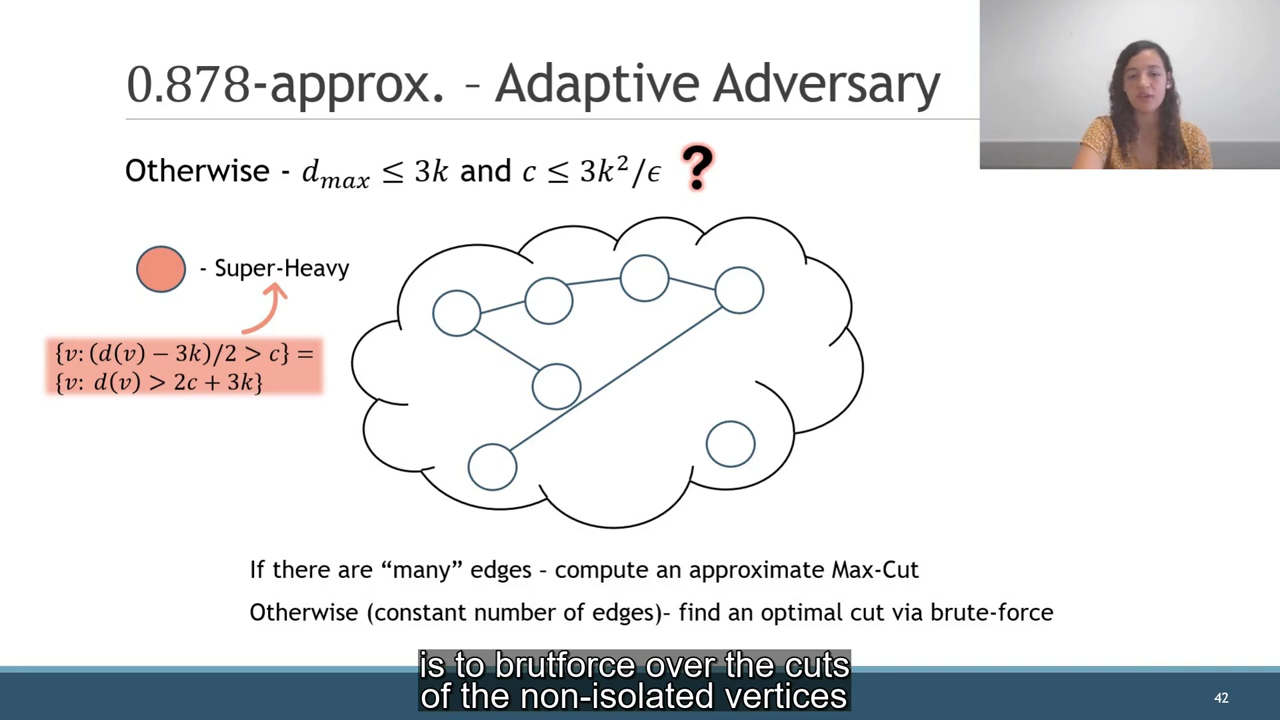 0.878-approx. – Adaptive Adversary
Otherwise - d_max ≤ 3k and c ≤ 3k²/ϵ ?
- Super-Heavy
{v: (d(v) − 3k)/2 > c} =
{v: d(v) > 2c + 3k}
If there are “many” edges – compute an approximate Max-Cut
Otherwise (constant number of edges)– find an optimal cut via brute-force
is to brutforce over the cuts
of the non-isolated vertices
42